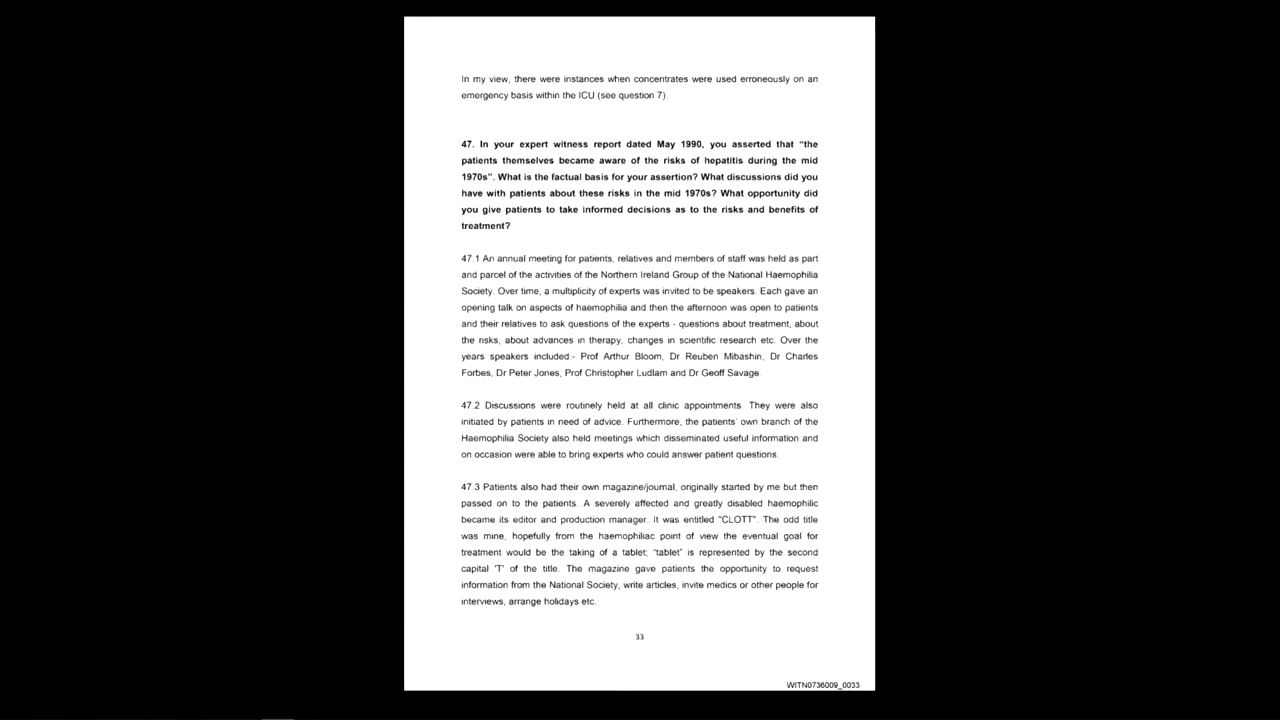 In my view, there were instances when concentrates were used erroneously on an
emergency basis within the ICU (see question 7).
47. In your expert witness report dated May 1990, you asserted that “the
patients themselves became aware of the risks of hepatitis during the mid
1970s”. What is the factual basis for your assertion? What discussions did you
have with patients about these risks in the mid 1970s? What opportunity did
you give patients to take informed decisions as to the risks and benefits of
treatment?
47.1 An annual meeting for patients, relatives and members of staff was held as part
and parcel of the activities of the Northern Ireland Group of the National Haemophilia
Society. Over time, a multiplicity of experts was invited to be speakers. Each gave an
opening talk on aspects of haemophilia and then the afternoon was open to patients
and their relatives to ask questions of the experts - questions about treatment, about
the risks, about advances in therapy, changes in scientific research etc. Over the
years speakers included:- Prof Arthur Bloom, Dr Reuben Mibashin, Dr Charles
Forbes, Dr Peter Jones, Prof Christopher Ludlam and Dr Geoff Savage.
47.2 Discussions were routinely held at all clinic appointments. They were also
initiated by patients in need of advice. Furthermore, the patients' own branch of the
Haemophilia Society also held meetings which disseminated useful information and
on occasion were able to bring experts who could answer patient questions.
47.3 Patients also had their own magazine/journal, originally started by me but then
passed on to the patients. A severely affected and greatly disabled haemophilic
became its editor and production manager. It was entitled "CLOTT". The odd title
was mine, hopefully from the haemophiliac point of view the eventual goal for
treatment would be the taking of a tablet; “tablet” is represented by the second
capital 'T' of the title. The magazine gave patients the opportunity to request
information from the National Society, write articles, invite medics or other people for
interviews, arrange holidays etc.
33
WITN0736009_0033